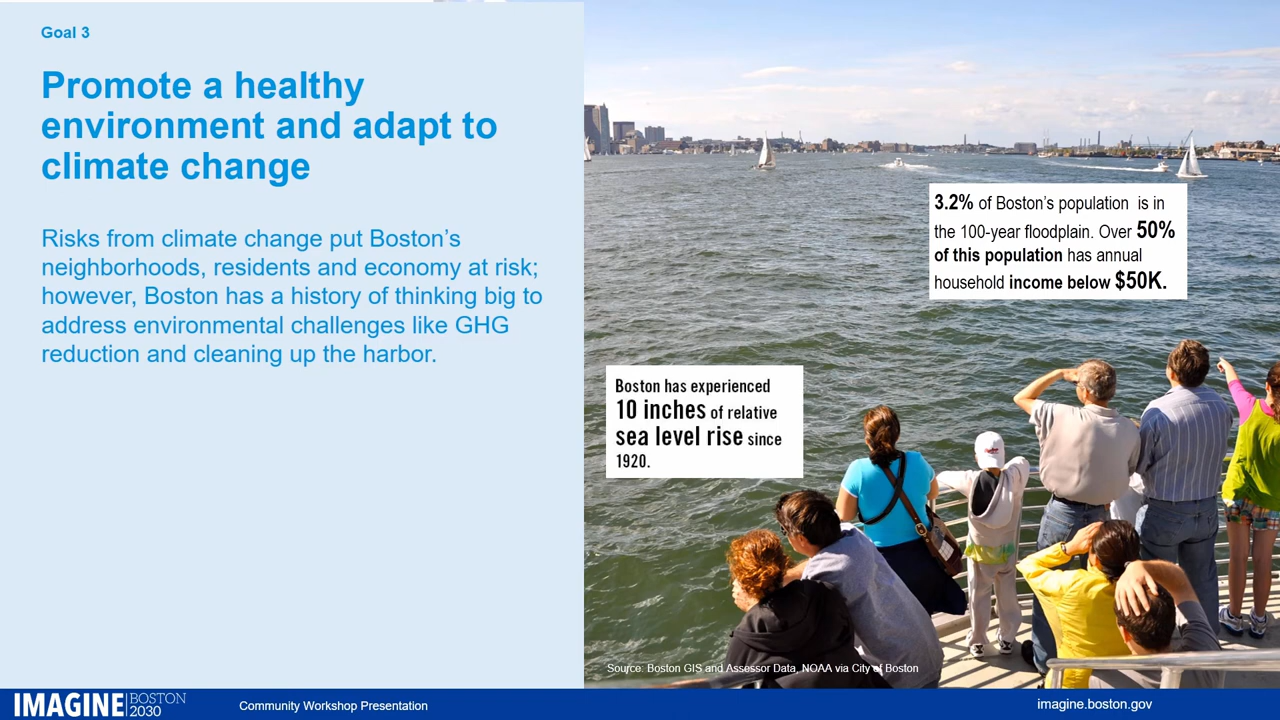 Goal 3
Promote a healthy
environment and adapt to
climate change
Risks from climate change put Boston’s
neighborhoods, residents and economy at risk;
however, Boston has a history of thinking big to
address environmental challenges like GHG
reduction and cleaning up the harbor.
3.2% of Boston’s population is in
the 100-year floodplain. Over 50%
of this population has annual
household income below $50K.
Boston has experienced
10 inches of relative
sea level rise since
1920.
Source: Boston GIS and Assessor Data, NOAA via City of Boston
IMAGINE BOSTON
2030
Community Workshop Presentation
imagine.boston.gov